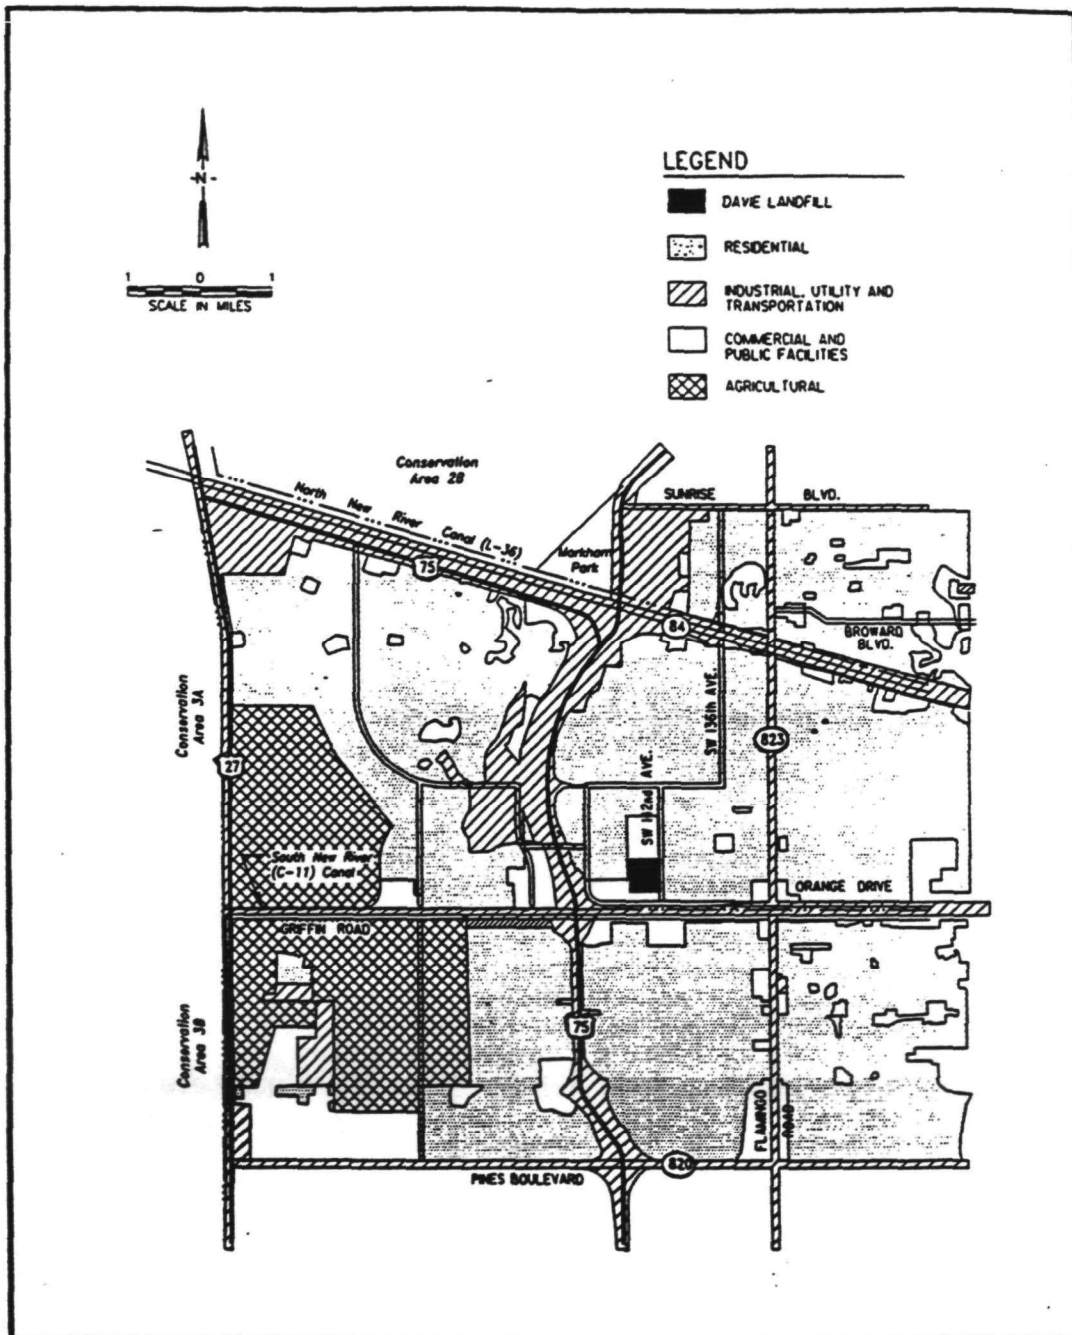 -N-
1 0 1
SCALE IN MILES
LEGEND
DAVIE LANDFILL
RESIDENTIAL
INDUSTRIAL, UTILITY AND
TRANSPORTATION
COMMERCIAL AND
PUBLIC FACILITIES
AGRICULTURAL
Conservation
Area 2B
North New River Canal (L-36)
SUNRISE BLVD.
Markham
Park
75
84
BROWARD
BLVD.
Conservation
Area 3A
SW 136th AVE.
823
27
SW 142nd AVE.
South New River
(C-11) Canal
ORANGE DRIVE
GRIFFIN ROAD
Conservation
Area 3B
75
FLAMINGO
ROAD
820
PINES BOULEVARD